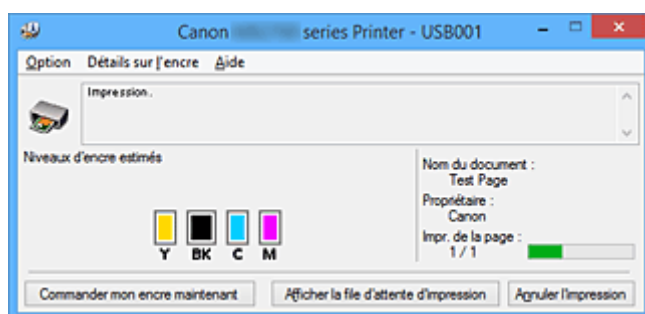 Canon series Printer - USB001
Option Détails sur l'encre Aide
Impression.
Niveaux d'encre estimés
Y BK C M
Nom du document :
Test Page
Propriétaire :
Canon
Impr. de la page :
1 / 1
Commander mon encre maintenant
Afficher la file d'attente d'impression
Annuler l'impression